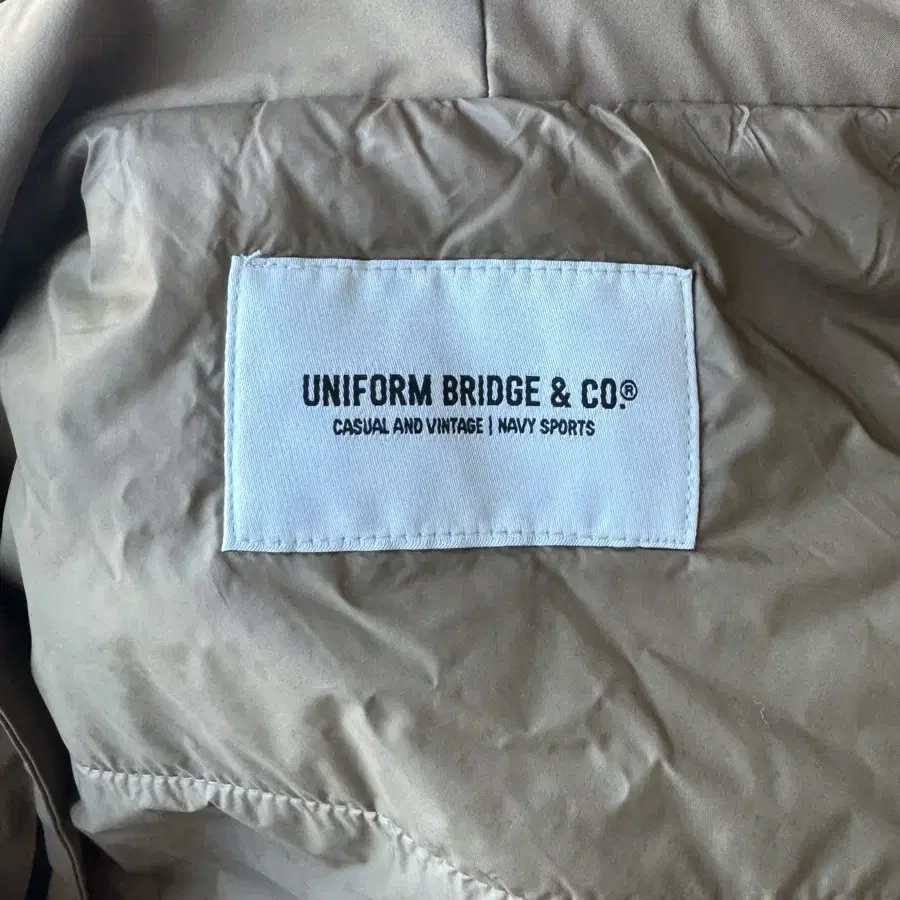 UNIFORM BRIDGE & CO.®
CASUAL AND VINTAGE | NAVY SPORTS